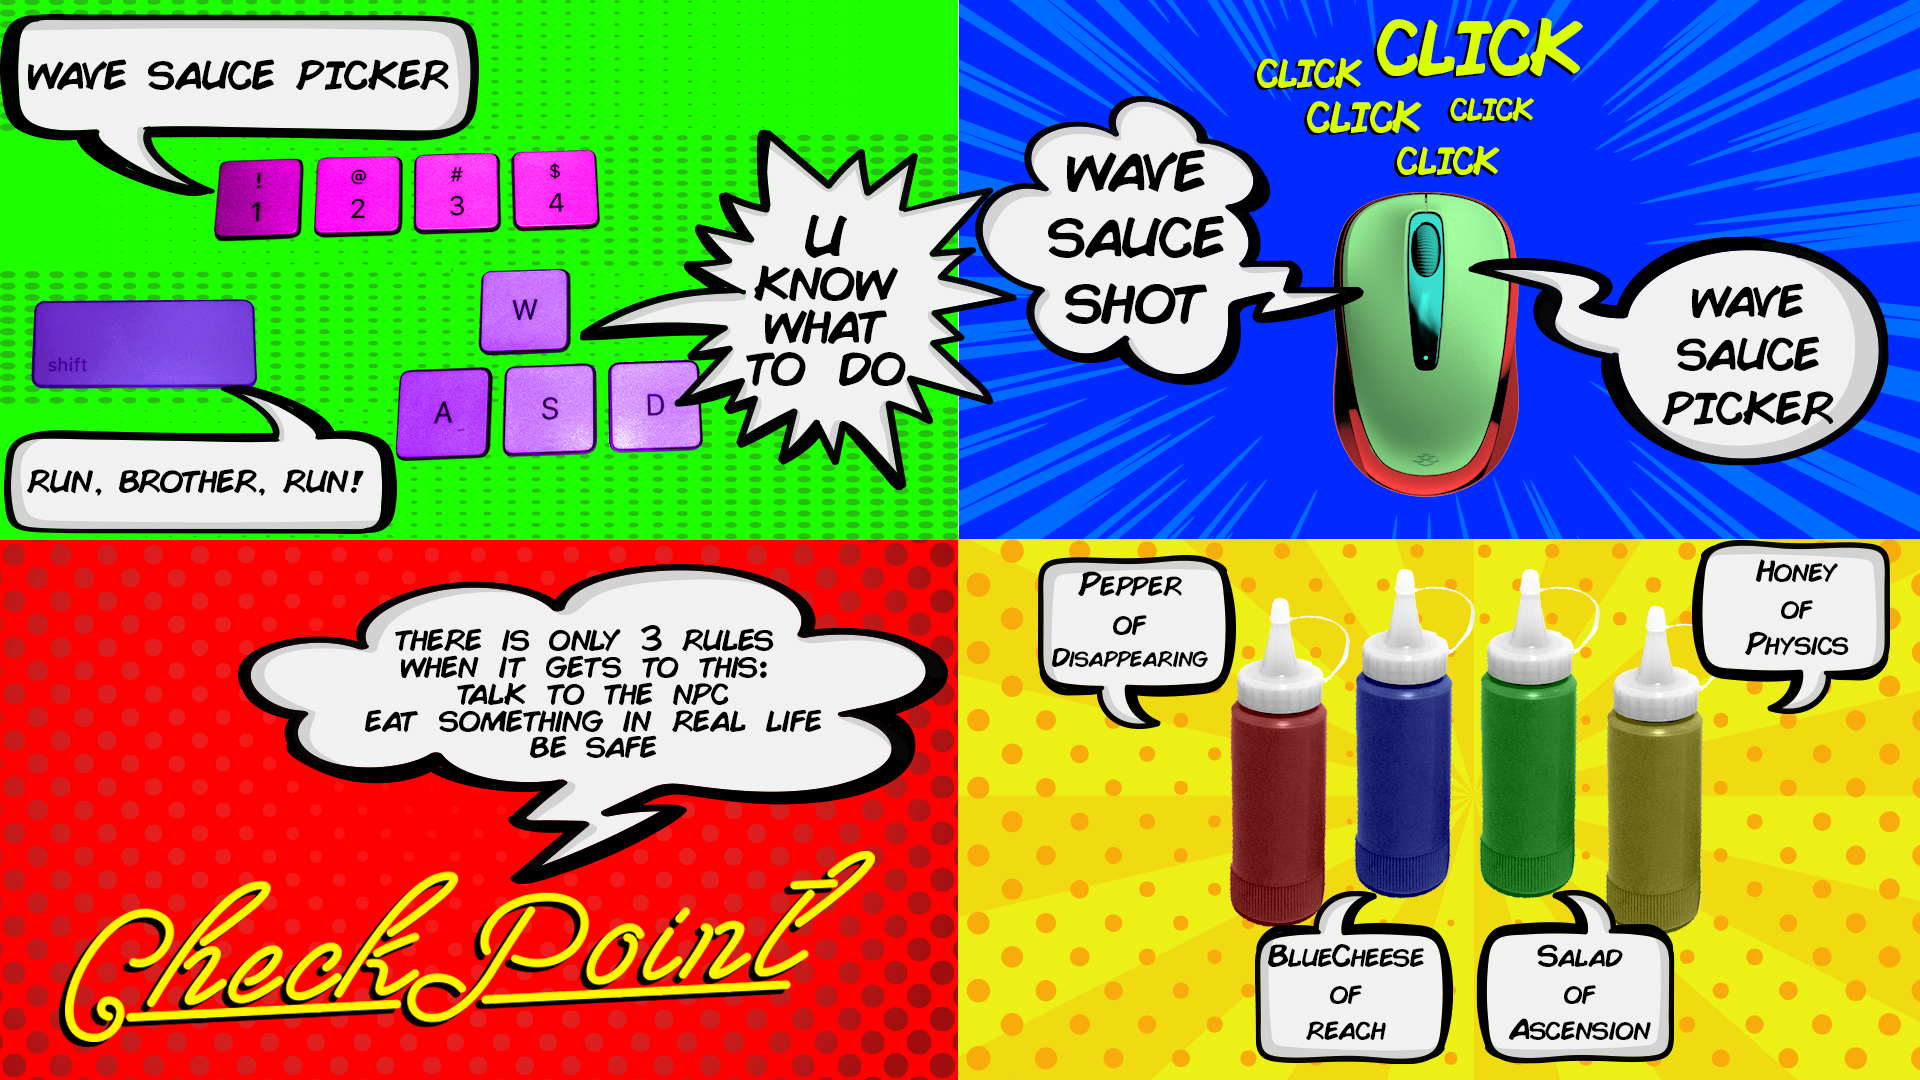 WAVE SAUCE PICKER
!
1
@
2
#
3
$
4
W
A
S
D
shift
U
KNOW
WHAT
TO DO
RUN, BROTHER, RUN!
CLICK
CLICK
CLICK
CLICK
CLICK
WAVE
SAUCE
SHOT
WAVE
SAUCE
PICKER
THERE IS ONLY 3 RULES
WHEN IT GETS TO THIS:
TALK TO THE NPC
EAT SOMETHING IN REAL LIFE
BE SAFE
Check Point
PEPPER
OF
DISAPPEARING
HONEY
OF
PHYSICS
BLUECHEESE
OF
REACH
SALAD
OF
ASCENSION